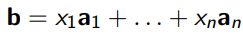 b = x₁a₁ + . . . + xₙaₙ